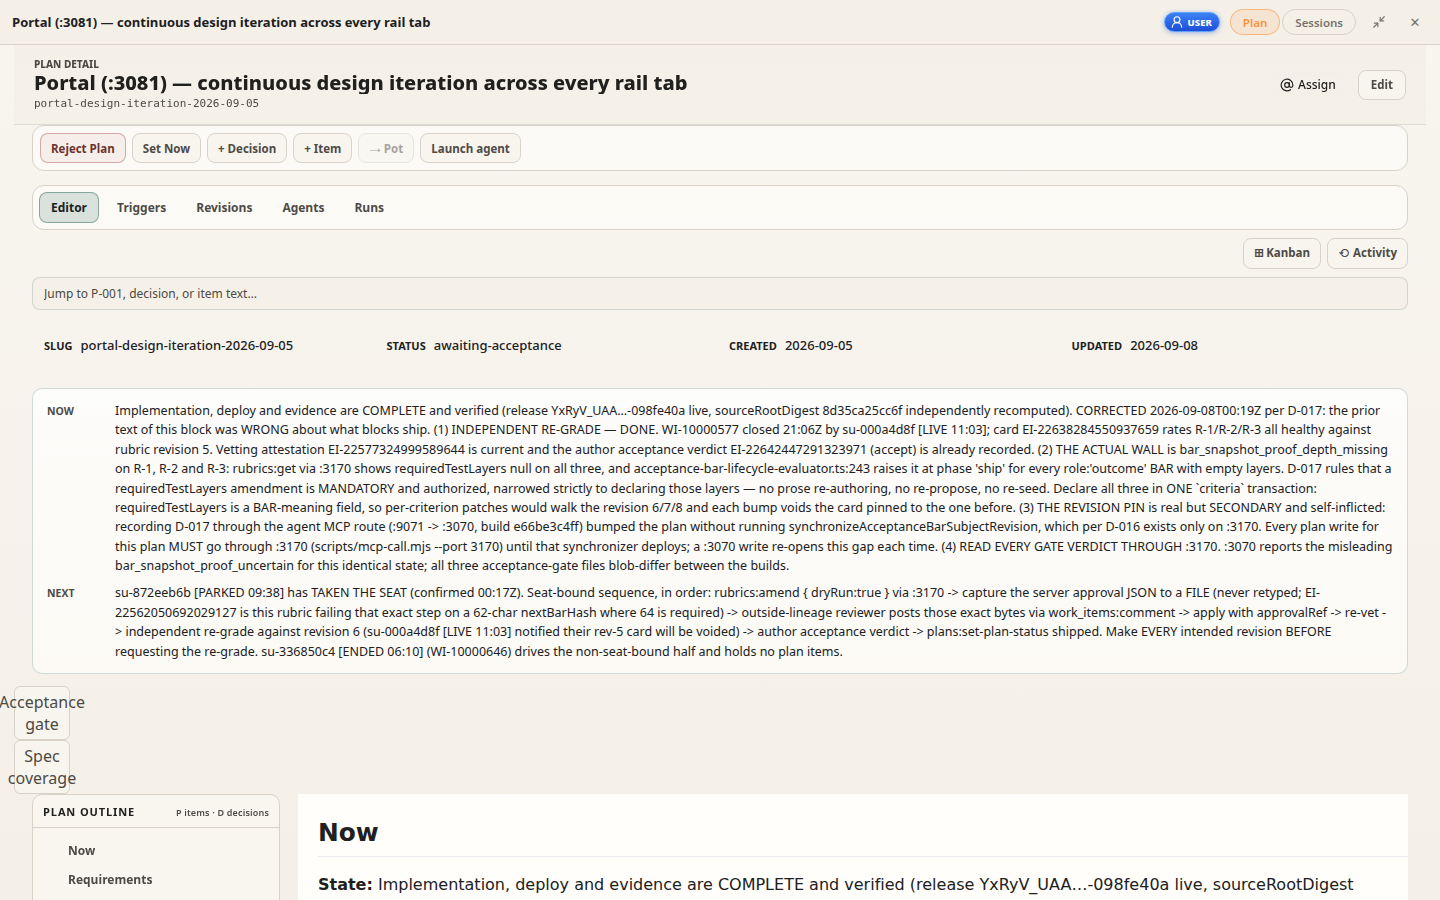 Portal (:3081) — continuous design iteration across every rail tab
USER
Plan
Sessions
PLAN DETAIL
Portal (:3081) — continuous design iteration across every rail tab
portal-design-iteration-2026-09-05
@ Assign
Edit
Reject Plan
Set Now
+ Decision
+ Item
→ Pot
Launch agent
Editor
Triggers
Revisions
Agents
Runs
⊞ Kanban
⟲ Activity
Jump to P-001, decision, or item text...
SLUG portal-design-iteration-2026-09-05
STATUS awaiting-acceptance
CREATED 2026-09-05
UPDATED 2026-09-08
NOW
Implementation, deploy and evidence are COMPLETE and verified (release YxRyV_UAA...-098fe40a live, sourceRootDigest 8d35ca25cc6f independently recomputed). CORRECTED 2026-09-08T00:19Z per D-017: the prior
text of this block was WRONG about what blocks ship. (1) INDEPENDENT RE-GRADE — DONE. WI-10000577 closed 21:06Z by su-000a4d8f [LIVE 11:03]; card EI-22638284550937659 rates R-1/R-2/R-3 all healthy against
rubric revision 5. Vetting attestation EI-22577324999589644 is current and the author acceptance verdict EI-22642447291323971 (accept) is already recorded. (2) THE ACTUAL WALL is bar_snapshot_proof_depth_missing
on R-1, R-2 and R-3: rubrics:get via :3170 shows requiredTestLayers null on all three, and acceptance-bar-lifecycle-evaluator.ts:243 raises it at phase 'ship' for every role:'outcome' BAR with empty layers. D-017 rules that a
requiredTestLayers amendment is MANDATORY and authorized, narrowed strictly to declaring those layers — no prose re-authoring, no re-propose, no re-seed. Declare all three in ONE `criteria` transaction:
requiredTestLayers is a BAR-meaning field, so per-criterion patches would walk the revision 6/7/8 and each bump voids the card pinned to the one before. (3) THE REVISION PIN is real but SECONDARY and self-inflicted:
recording D-017 through the agent MCP route (:9071 -> :3070, build e66be3c4ff) bumped the plan without running synchronizeAcceptanceBarSubjectRevision, which per D-016 exists only on :3170. Every plan write for
this plan MUST go through :3170 (scripts/mcp-call.mjs --port 3170) until that synchronizer deploys; a :3070 write re-opens this gap each time. (4) READ EVERY GATE VERDICT THROUGH :3170. :3070 reports the misleading
bar_snapshot_proof_uncertain for this identical state; all three acceptance-gate files blob-differ between the builds.
NEXT
su-872eeb6b [PARKED 09:38] has TAKEN THE SEAT (confirmed 00:17Z). Seat-bound sequence, in order: rubrics:amend { dryRun:true } via :3170 -> capture the server approval JSON to a FILE (never retyped; EI-
22562050692029127 is this rubric failing that exact step on a 62-char nextBarHash where 64 is required) -> outside-lineage reviewer posts those exact bytes via work_items:comment -> apply with approvalRef -> re-vet -
> independent re-grade against revision 6 (su-000a4d8f [LIVE 11:03] notified their rev-5 card will be voided) -> author acceptance verdict -> plans:set-plan-status shipped. Make EVERY intended revision BEFORE
requesting the re-grade. su-336850c4 [ENDED 06:10] (WI-10000646) drives the non-seat-bound half and holds no plan items.
Acceptance
gate
Spec
coverage
PLAN OUTLINE
P items · D decisions
Now
Requirements
Now
State: Implementation, deploy and evidence are COMPLETE and verified (release YxRyV_UAA...-098fe40a live, sourceRootDigest